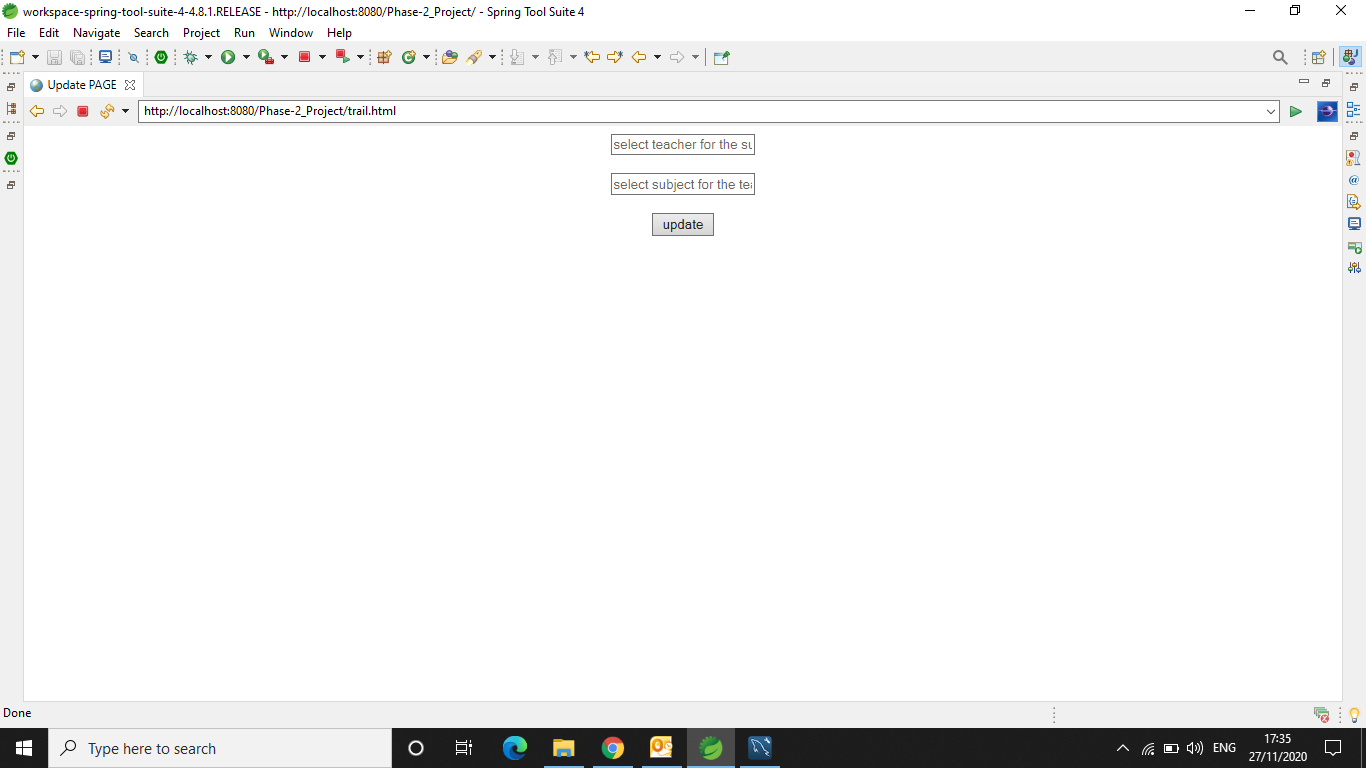 workspace-spring-tool-suite-4-4.8.1.RELEASE - http://localhost:8080/Phase-2_Project/ - Spring Tool Suite 4
File Edit Navigate Search Project Run Window Help
Update PAGE
http://localhost:8080/Phase-2_Project/trail.html
select teacher for the su
select subject for the tea
update
Done
Type here to search
ENG
17:35
27/11/2020